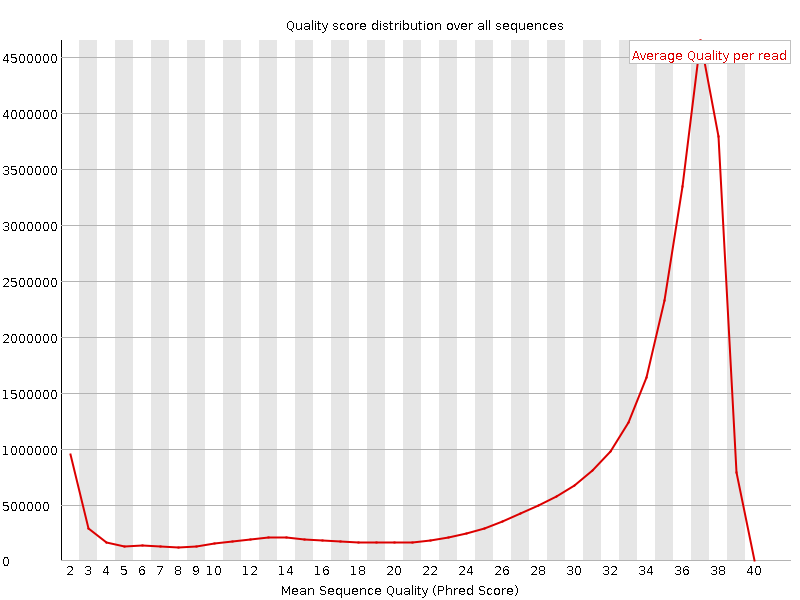 Quality score distribution over all sequences
Average Quality per read
4500000
4000000
3500000
3000000
2500000
2000000
1500000
1000000
500000
0
2 3 4 5 6 7 8 9 10 12 14 16 18 20 22 24 26 28 30 32 34 36 38 40
Mean Sequence Quality (Phred Score)